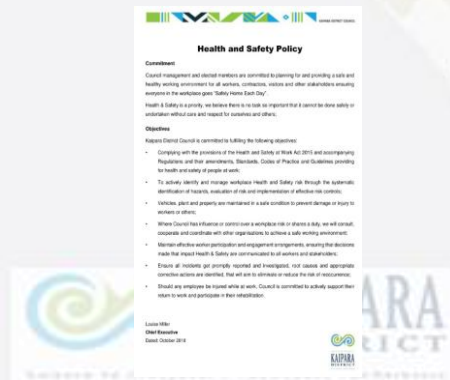 KAIPARA DISTRICT COUNCIL
Health and Safety Policy
Commitment
Council management and elected members are committed to planning for and providing a safe and
healthy working environment for all workers, contractors, visitors and other stakeholders ensuring
everyone in the workplace goes "Safely Home Each Day".
Health & Safety is a priority, we believe there is no task so important that it cannot be done safely or
undertaken without care and respect for ourselves and others.
Objectives
Kaipara District Council is committed to fulfilling the following objectives:
• Complying with the provisions of the Health and Safety at Work Act 2015 and accompanying
Regulations and their amendments, Standards, Codes of Practice and Guidelines providing
for health and safety of people at work;
• To actively identify and manage workplace Health and Safety risk through the systematic
identification of hazards, evaluation of risk and implementation of effective risk controls;
• Vehicles, plant and property are maintained in a safe condition to prevent damage or injury to
workers or others;
• Where Council has influence or control over a workplace risk or shares a duty, we will consult,
cooperate and coordinate with other organisations to achieve a safe working environment;
• Maintain effective worker participation and engagement arrangements, ensuring that decisions
made that impact Health & Safety are communicated to all workers and stakeholders;
• Ensure all incidents get promptly reported and investigated, root causes and appropriate
corrective actions are identified, that will aim to eliminate or reduce the risk of reoccurrence;
• Should any employee be injured while at work, Council is committed to actively support their
return to work and participate in their rehabilitation.
Louise Miller
Chief Executive
Dated: October 2018
KAIPARA
DISTRICT